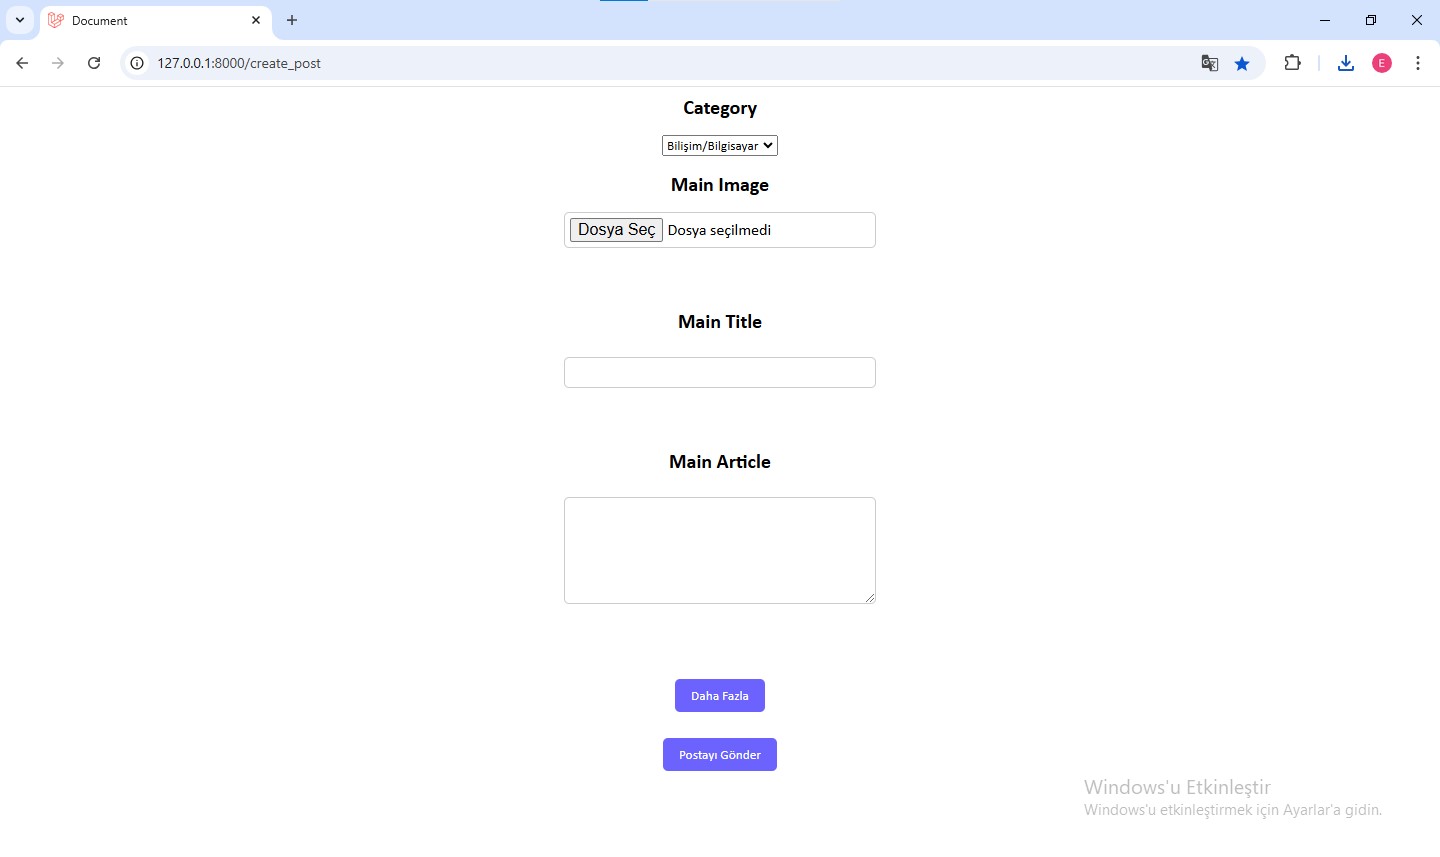 Document
127.0.0.1:8000/create_post
E
Category
Bilişim/Bilgisayar
Main Image
Dosya Seç Dosya seçilmedi
Main Title
Main Article
Daha Fazla
Postayı Gönder
Windows'u Etkinleştir
Windows'u etkinleştirmek için Ayarlar'a gidin.